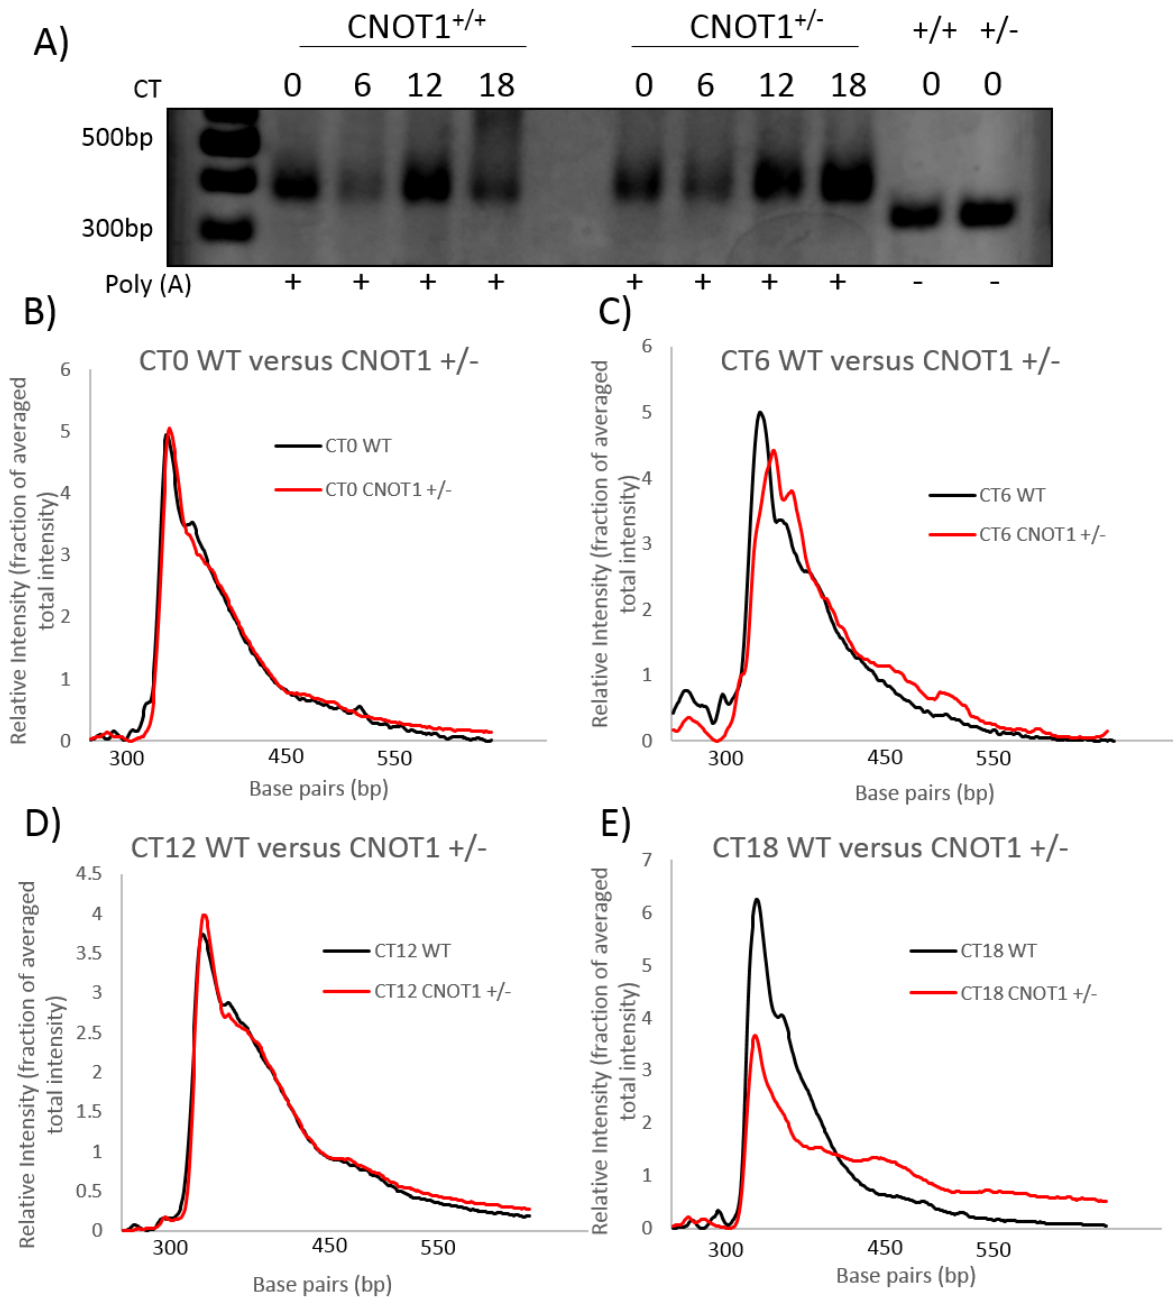 A)
CNOT1+/+ CNOT1+/- +/+ +/-
CT 0 6 12 18 0 6 12 18 0 0
500bp
300bp
Poly (A) + + + + + + + + - -
B)
CT0 WT versus CNOT1 +/-
Relative Intensity (fraction of averaged
total intensity)
6
5
4
3
2
1
0
CT0 WT
CT0 CNOT1 +/-
300 450 550
Base pairs (bp)
C)
CT6 WT versus CNOT1 +/-
Relative Intensity (fraction of averaged
total intensity)
6
5
4
3
2
1
0
CT6 WT
CT6 CNOT1 +/-
300 450 550
Base pairs (bp)
D)
CT12 WT versus CNOT1 +/-
Relative Intensity (fraction of averaged
total intensity)
4.5
4
3.5
3
2.5
2
1.5
1
0.5
0
CT12 WT
CT12 CNOT1 +/-
300 450 550
Base pairs (bp)
E)
CT18 WT versus CNOT1 +/-
Relative Intensity (fraction of averaged
total intensity)
7
6
5
4
3
2
1
0
CT18 WT
CT18 CNOT1 +/-
300 450 550
Base pairs (bp)